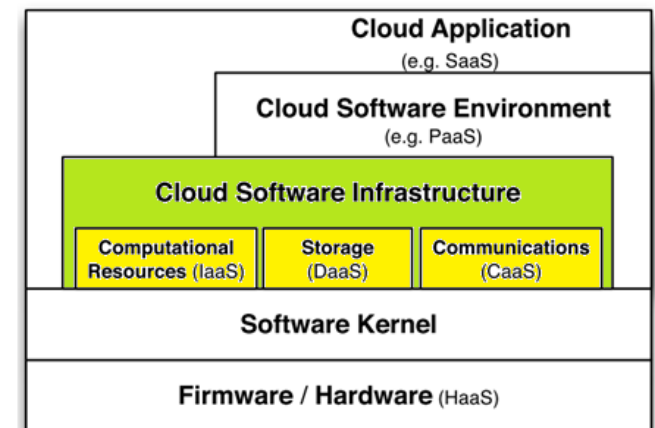 Cloud Application
(e.g. SaaS)
Cloud Software Environment
(e.g. PaaS)
Cloud Software Infrastructure
Computational
Resources (IaaS)
Storage
(DaaS)
Communications
(CaaS)
Software Kernel
Firmware / Hardware (HaaS)